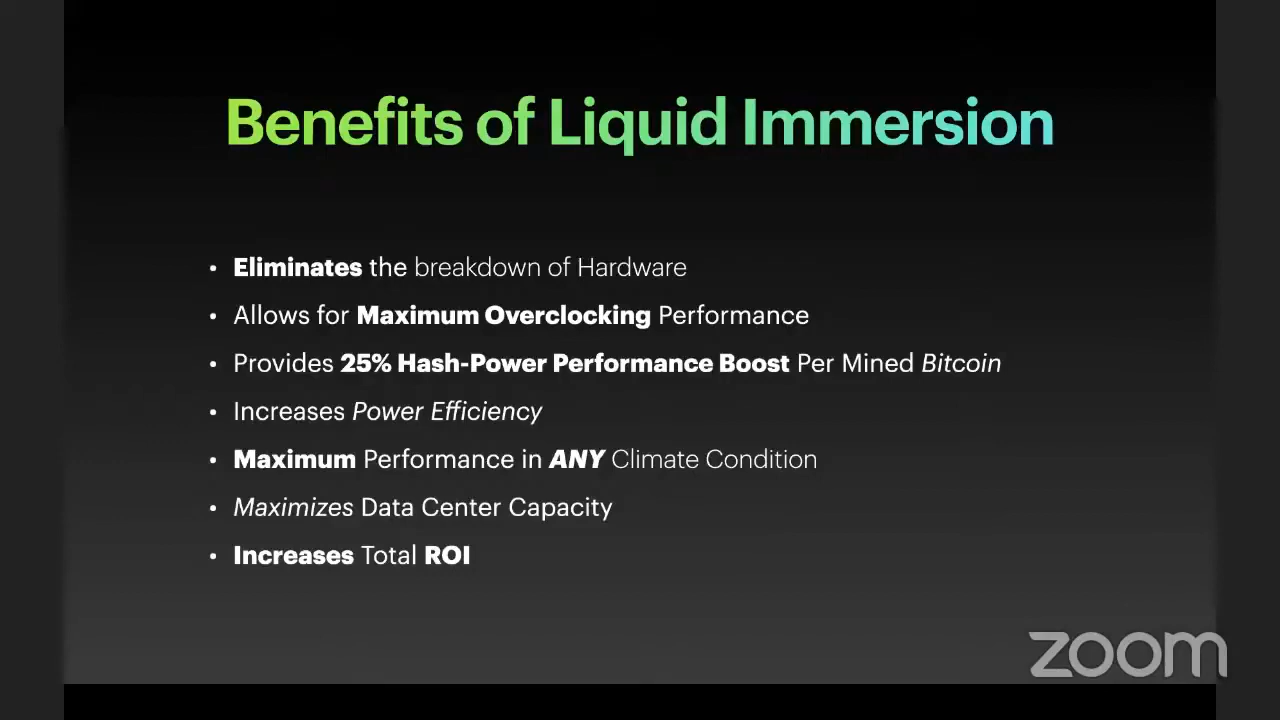 Benefits of Liquid Immersion
• Eliminates the breakdown of Hardware
• Allows for Maximum Overclocking Performance
• Provides 25% Hash-Power Performance Boost Per Mined Bitcoin
• Increases Power Efficiency
• Maximum Performance in ANY Climate Condition
• Maximizes Data Center Capacity
• Increases Total ROI
zoom